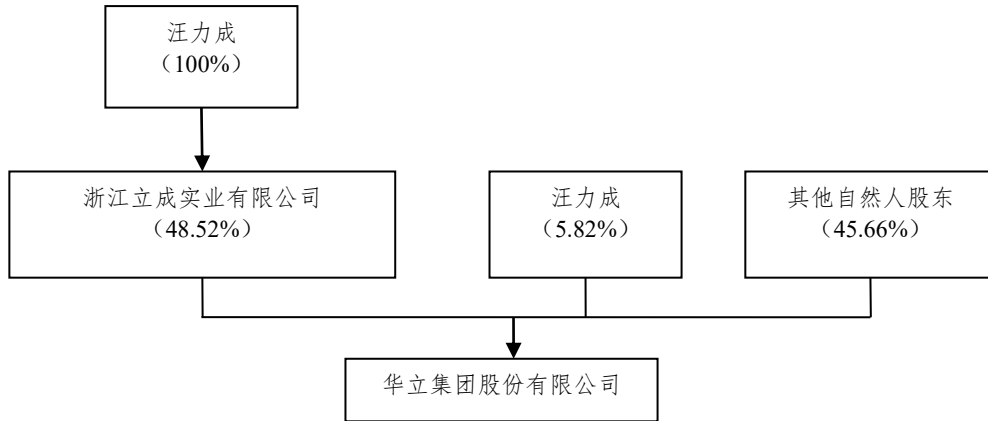 汪力成
（100%）
浙江立成实业有限公司
（48.52%）
汪力成
（5.82%）
其他自然人股东
（45.66%）
华立集团股份有限公司